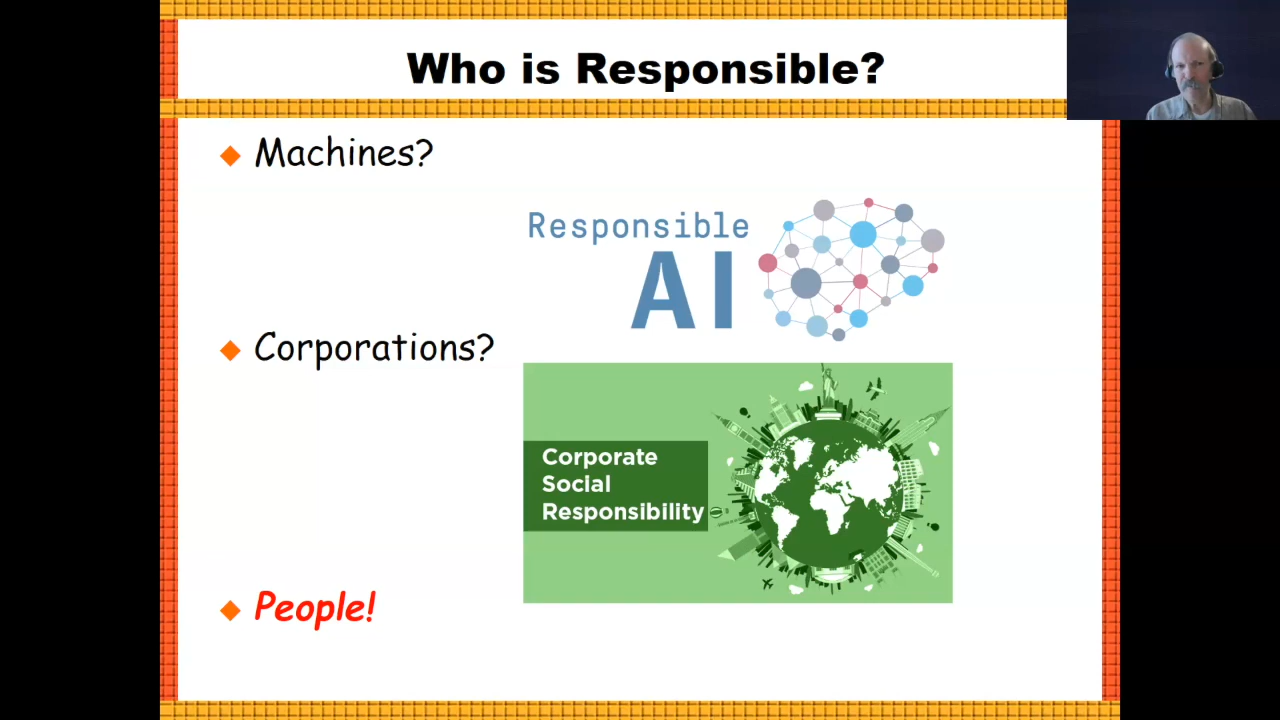 Who is Responsible?
Machines?
Responsible
AI
Corporations?
Corporate
Social
Responsibility
People!